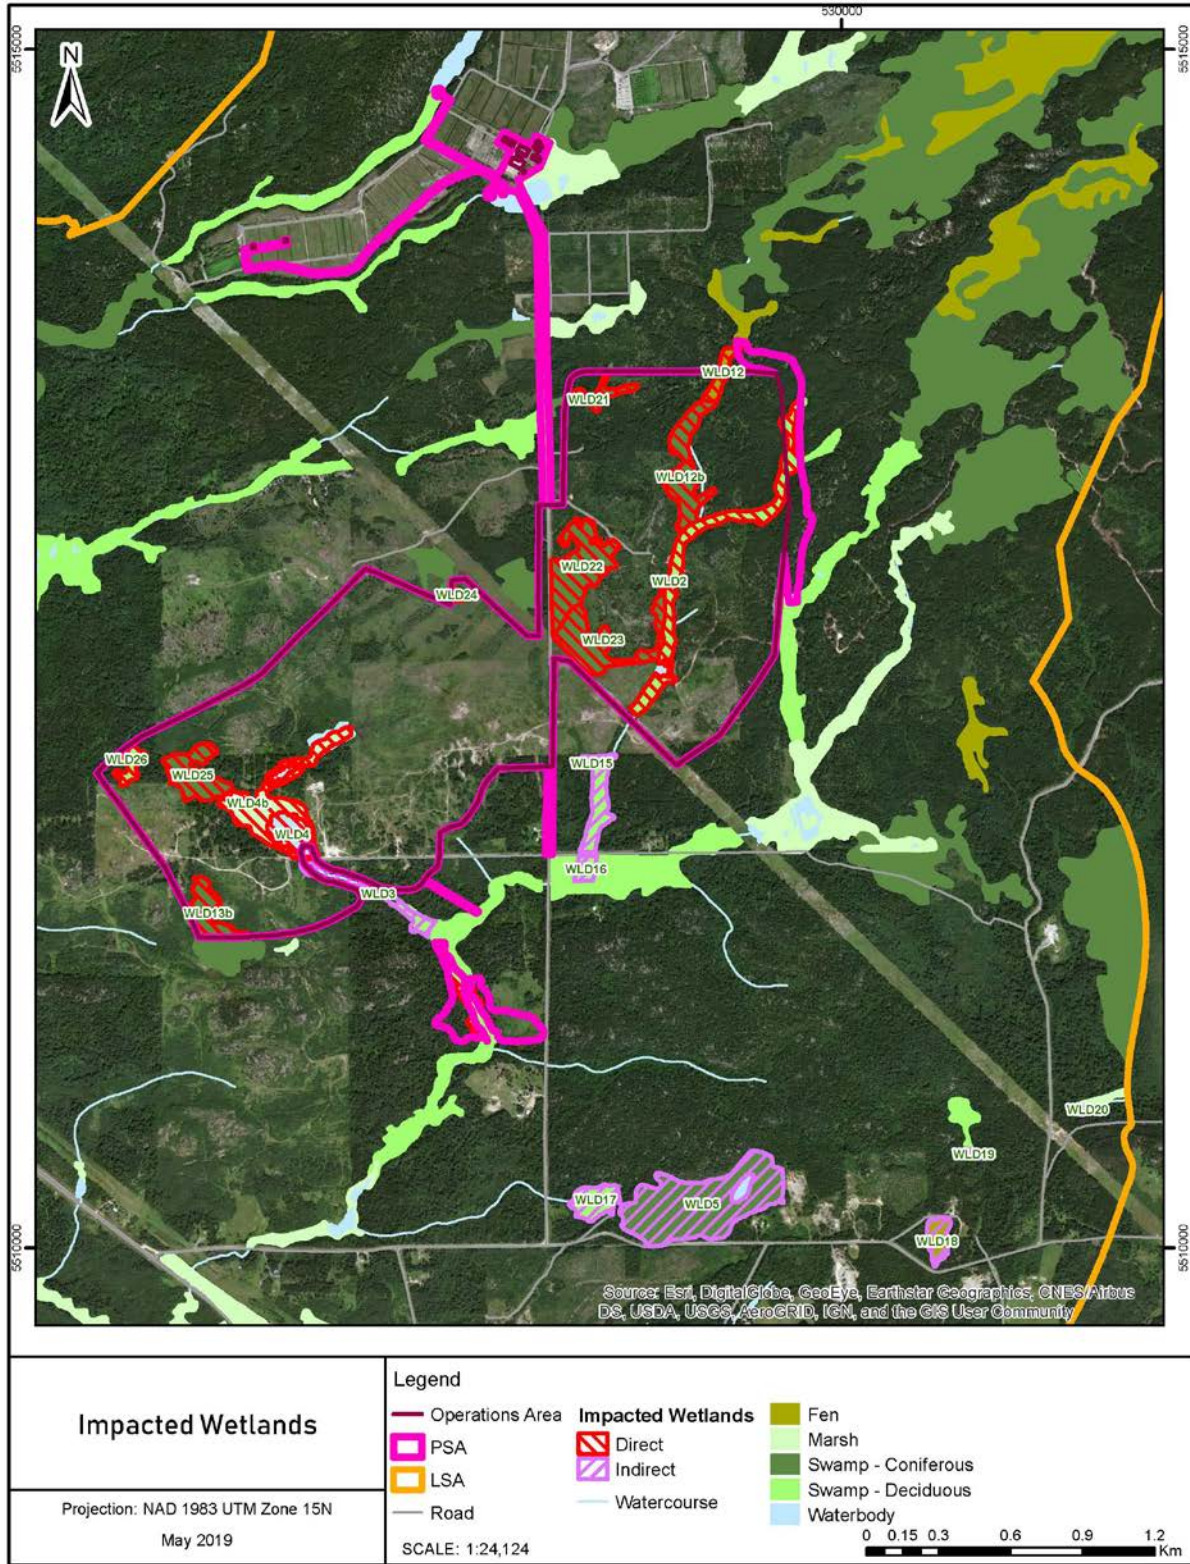 530000
5515000
5515000
N
WLD12
WLD21
WLD12b
WLD22
WLD2
WLD24
WLD23
WLD26
WLD25
WLD15
WLD4b
WLD4
WLD16
WLD3
WLD13b
WLD20
WLD19
WLD17
WLD5
WLD18
5510000
5510000
Source: Esri, DigitalGlobe, GeoEye, Earthstar Geographics, CNES/Airbus
DS, USDA, USGS, AeroGRID, IGN, and the GIS User Community
Impacted Wetlands
Projection: NAD 1983 UTM Zone 15N
May 2019
Legend
Operations Area
PSA
LSA
Road
SCALE: 1:24,124
Impacted Wetlands
Direct
Indirect
Watercourse
Fen
Marsh
Swamp - Coniferous
Swamp - Deciduous
Waterbody
0 0.15 0.3 0.6 0.9 1.2
Km